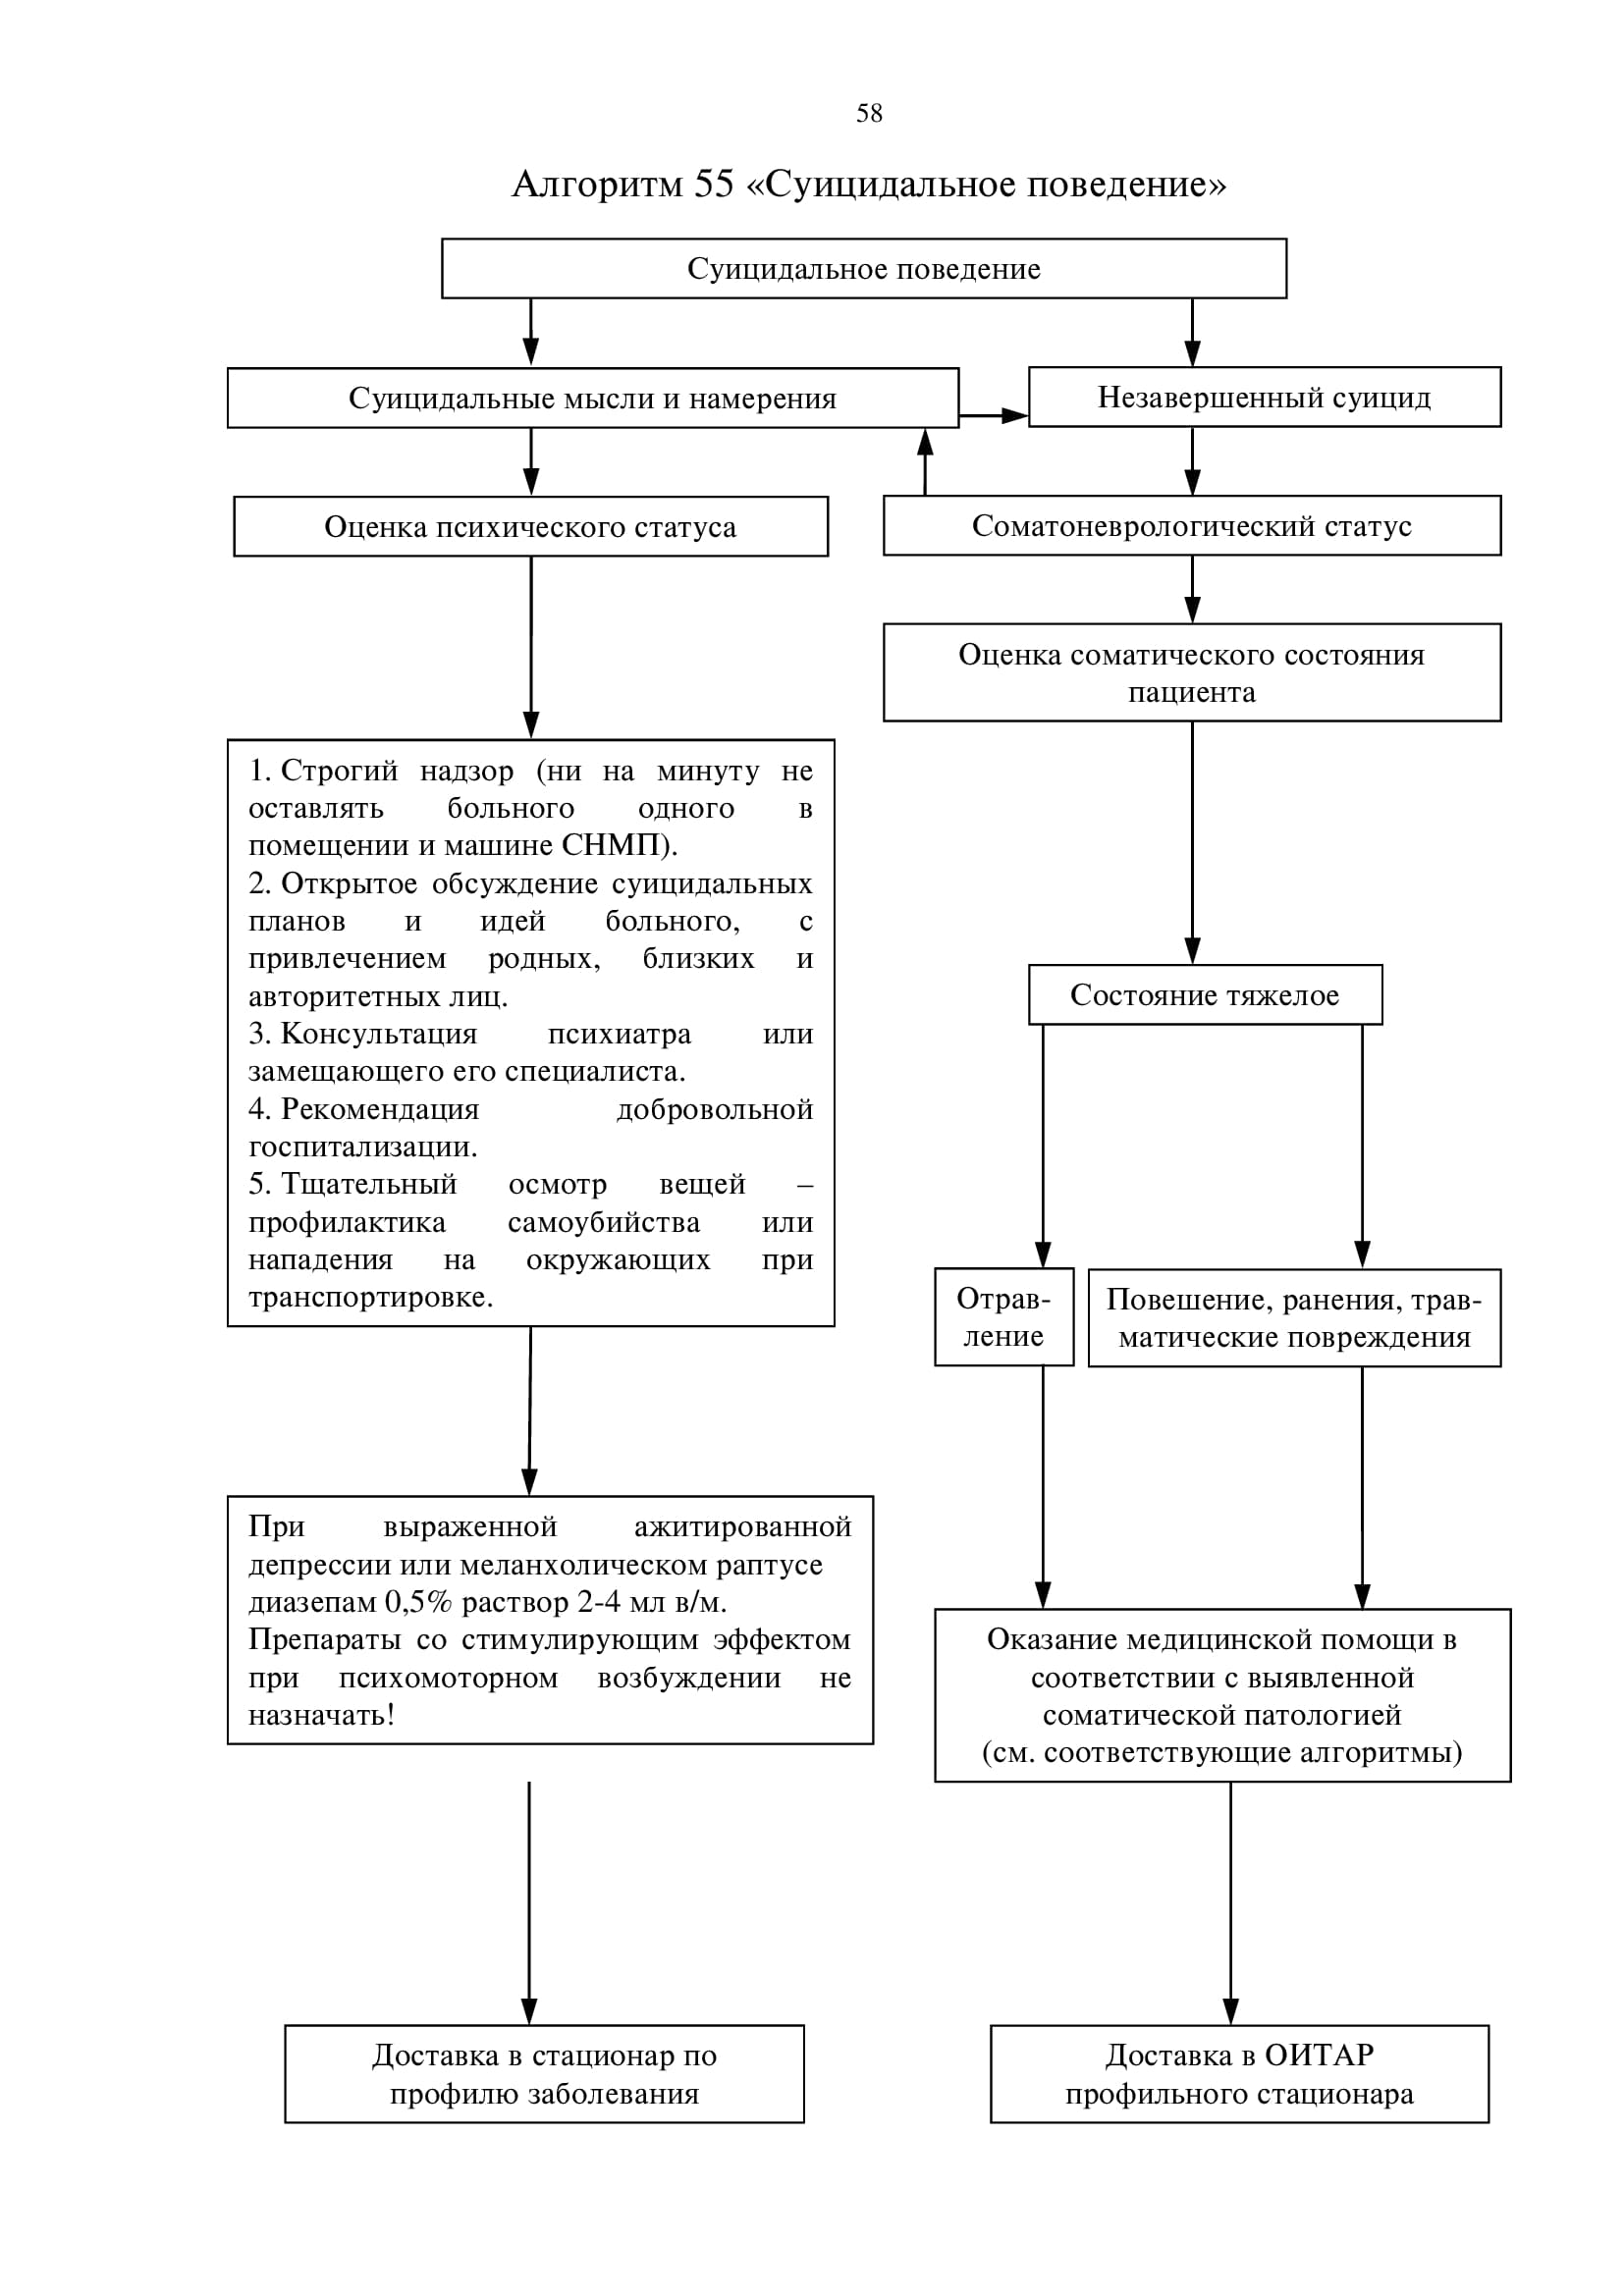 58
Алгоритм 55 «Суицидальное поведение»
Суицидальное поведение
Суицидальные мысли и намерения
Незавершенный суицид
Оценка психического статуса
Соматоневрологический статус
Оценка соматического состояния
пациента
1. Строгий надзор (ни на минуту не
оставлять больного одного в
помещении и машине СНМП).
2. Открытое обсуждение суицидальных
планов и идей больного, с
привлечением родных, близких и
авторитетных лиц.
3. Консультация психиатра или
замещающего его специалиста.
4. Рекомендация добровольной
госпитализации.
5. Тщательный осмотр вещей –
профилактика самоубийства или
нападения на окружающих при
транспортировке.
Состояние тяжелое
Отрав-
ление
Повешение, ранения, трав-
матические повреждения
При выраженной ажитированной
депрессии или меланхолическом раптусе
диазепам 0,5% раствор 2-4 мл в/м.
Препараты со стимулирующим эффектом
при психомоторном возбуждении не
назначать!
Оказание медицинской помощи в
соответствии с выявленной
соматической патологией
(см. соответствующие алгоритмы)
Доставка в стационар по
профилю заболевания
Доставка в ОИТАР
профильного стационара